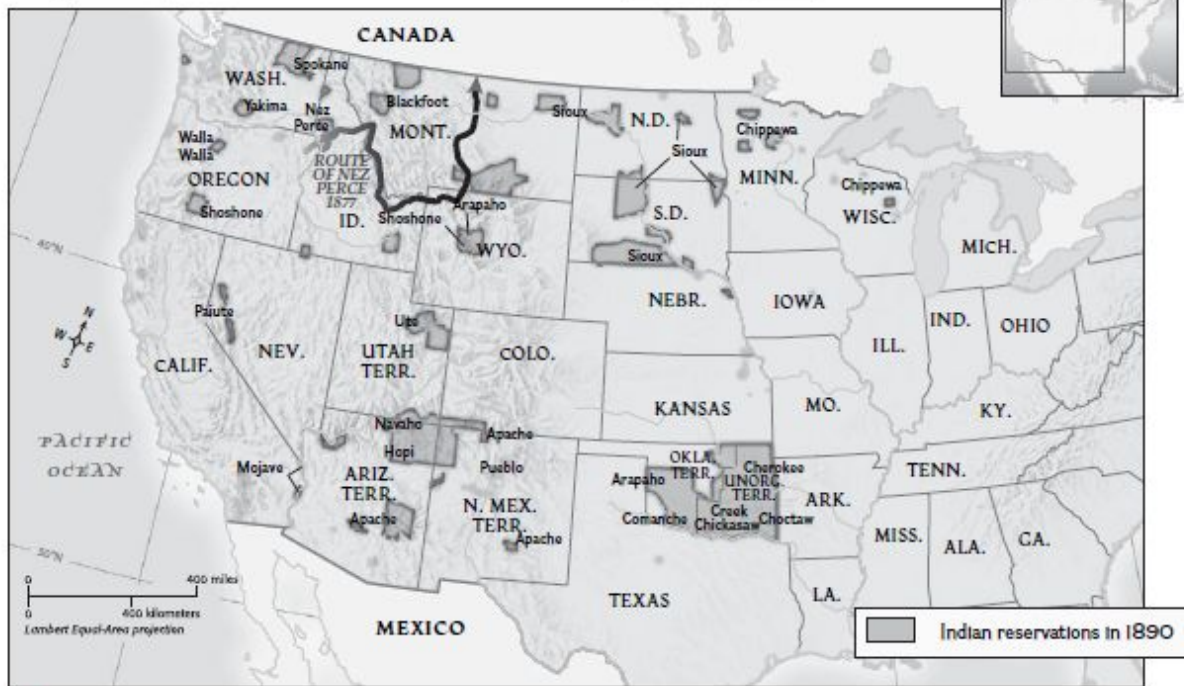 CANADA
WASH.
Spokane
Yakima
Nez
Perce
Blackfoot
MONT.
Sioux
N.D.
Chippewa
Walla
Walla
ROUTE
OF NEZ
PERCE
1877
Sioux
MINN.
OREGON
Chippewa
Shoshone
ID.
Shoshone
Arapaho
WYO.
S.D.
WISC.
MICH.
40°N
Sioux
NEBR.
IOWA
N
W E
S
Paiute
Ute
IND.
OHIO
CALIF.
NEV.
UTAH
TERR.
COLO.
ILL.
KANSAS
MO.
KY.
PACIFIC
OCEAN
Navaho
Hopi
Apache
Pueblo
Mojave
ARIZ.
TERR.
OKLA.
TERR.
Cherokee
UNORG.
TERR.
TENN.
Arapaho
ARK.
Apache
N. MEX.
TERR.
Comanche
Creek
Chickasaw
Choctaw
MISS.
ALA.
GA.
Apache
30°N
0 400 miles
0 400 kilometers
Lambert Equal-Area projection
TEXAS
LA.
MEXICO
Indian reservations in 1890